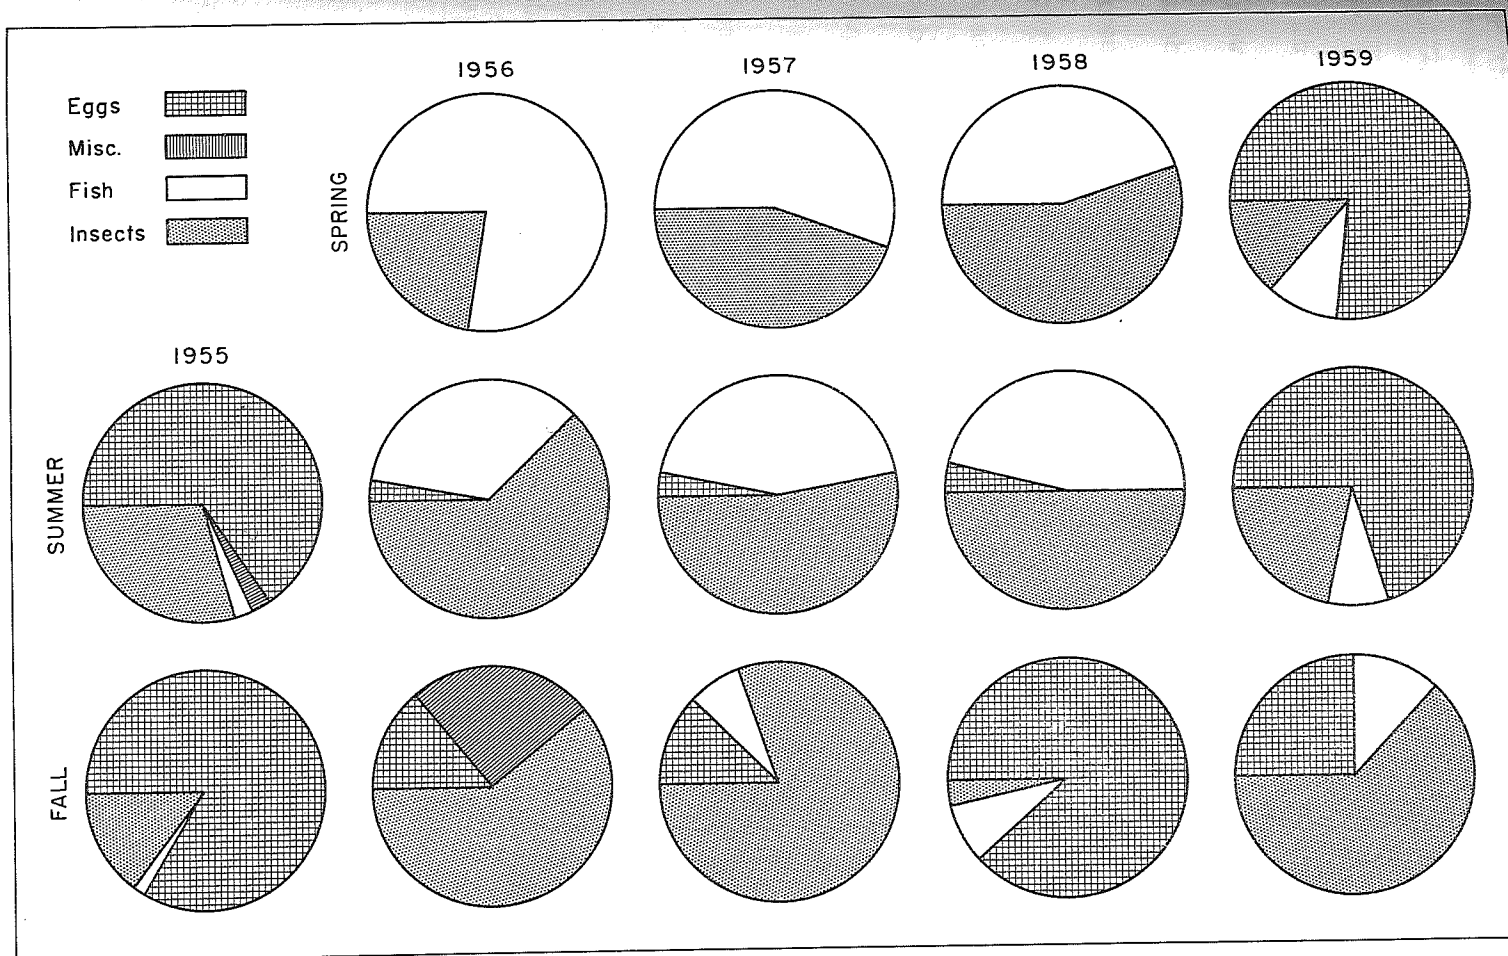 1956 1957 1958 1959
Eggs
Misc.
Fish
Insects
SPRING
1955
SUMMER
FALL